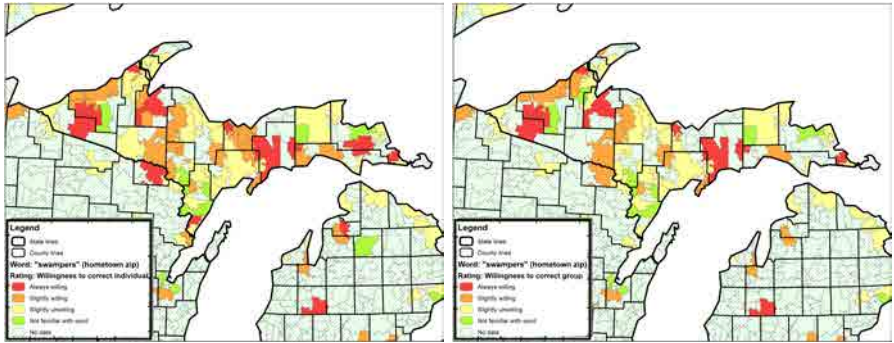 Legend
State lines
County lines
Word: "swampers" (hometown zip)
Rating: Willingness to correct individual
Always willing
Slightly willing
Slightly unwilling
Not familiar with word
No data
Legend
State lines
County lines
Word: "swampers" (hometown zip)
Rating: Willingness to correct group
Always willing
Slightly willing
Slightly unwilling
Not familiar with word
No data